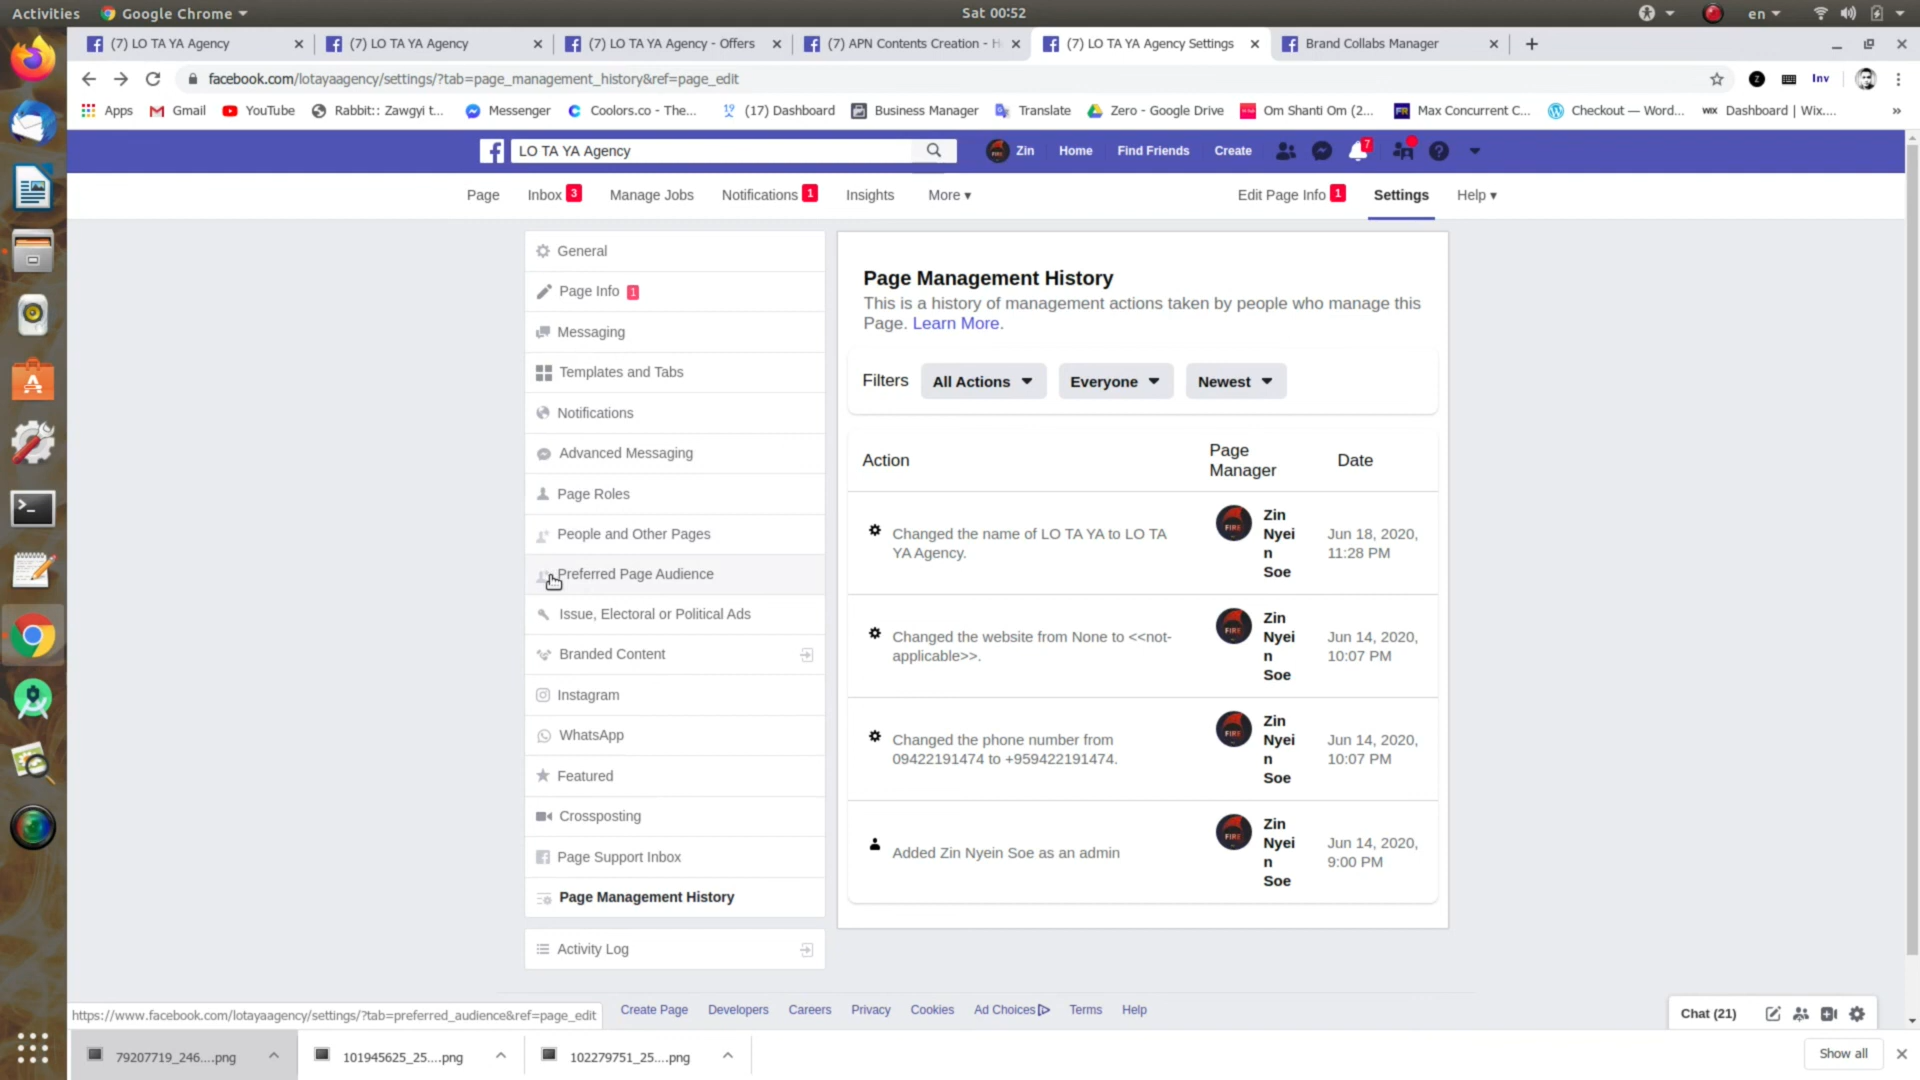 Activities
Google Chrome ▾
Sat 00:52
en ▾
(7) LO TA YA Agency
(7) LO TA YA Agency
(7) LO TA YA Agency - Offers
(7) APN Contents Creation - H
(7) LO TA YA Agency Settings
Brand Collabs Manager
facebook.com/lotayaagency/settings/?tab=page_management_history&ref=page_edit
Inv
Apps
Gmail
YouTube
Rabbit:: Zawgyi t...
Messenger
Coolors.co - The...
(17) Dashboard
Business Manager
Translate
Zero - Google Drive
Om Shanti Om (2...
Max Concurrent C...
Checkout — Word...
WIX Dashboard | Wix....
»
LO TA YA Agency
Zin
Home
Find Friends
Create
7
Page
Inbox 3
Manage Jobs
Notifications 1
Insights
More ▾
Edit Page Info 1
Settings
Help ▾
General
Page Info 1
Messaging
Templates and Tabs
Notifications
Advanced Messaging
Page Roles
People and Other Pages
Preferred Page Audience
Issue, Electoral or Political Ads
Branded Content
Instagram
WhatsApp
Featured
Crossposting
Page Support Inbox
Page Management History
Activity Log
Page Management History
This is a history of management actions taken by people who manage this
Page. Learn More.
Filters
All Actions
Everyone
Newest
Action
Page
Manager
Date
Changed the name of LO TA YA to LO TA
YA Agency.
FIRE
Zin
Nyei
n
Soe
Jun 18, 2020,
11:28 PM
Changed the website from None to <<not-
applicable>>.
FIRE
Zin
Nyei
n
Soe
Jun 14, 2020,
10:07 PM
Changed the phone number from
09422191474 to +959422191474.
FIRE
Zin
Nyei
n
Soe
Jun 14, 2020,
10:07 PM
Added Zin Nyein Soe as an admin
FIRE
Zin
Nyei
n
Soe
Jun 14, 2020,
9:00 PM
Create Page
Developers
Careers
Privacy
Cookies
Ad Choices
Terms
Help
Chat (21)
https://www.facebook.com/lotayaagency/settings/?tab=preferred_audience&ref=page_edit
79207719_246....png
101945625_25....png
102279751_25....png
Show all